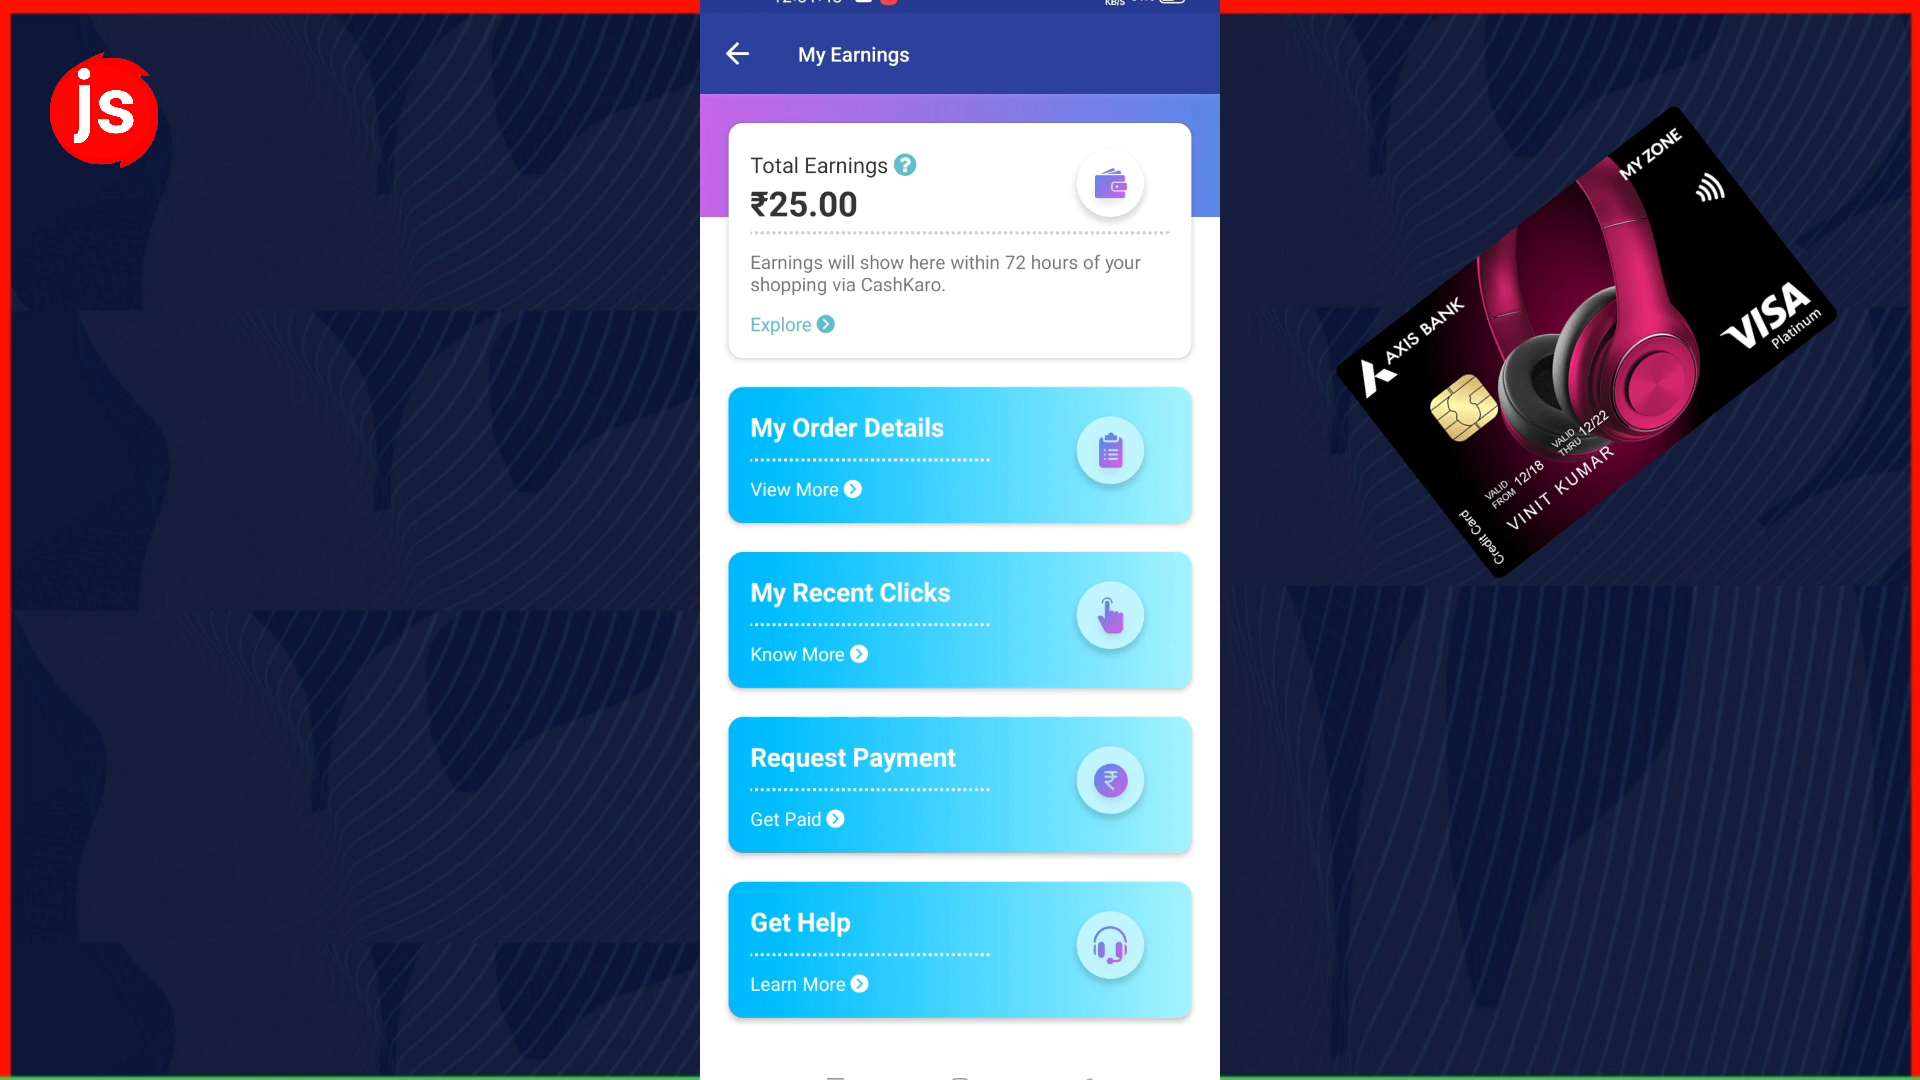 js
My Earnings
KB/S
Total Earnings ?
₹25.00
Earnings will show here within 72 hours of your
shopping via CashKaro.
Explore
My Order Details
View More
My Recent Clicks
Know More
Request Payment
₹
Get Paid
Get Help
Learn More
MY ZONE
AXIS BANK
VISA
Platinum
VALID
THRU 12/22
VALID
FROM 12/18
VINIT KUMAR
Credit Card